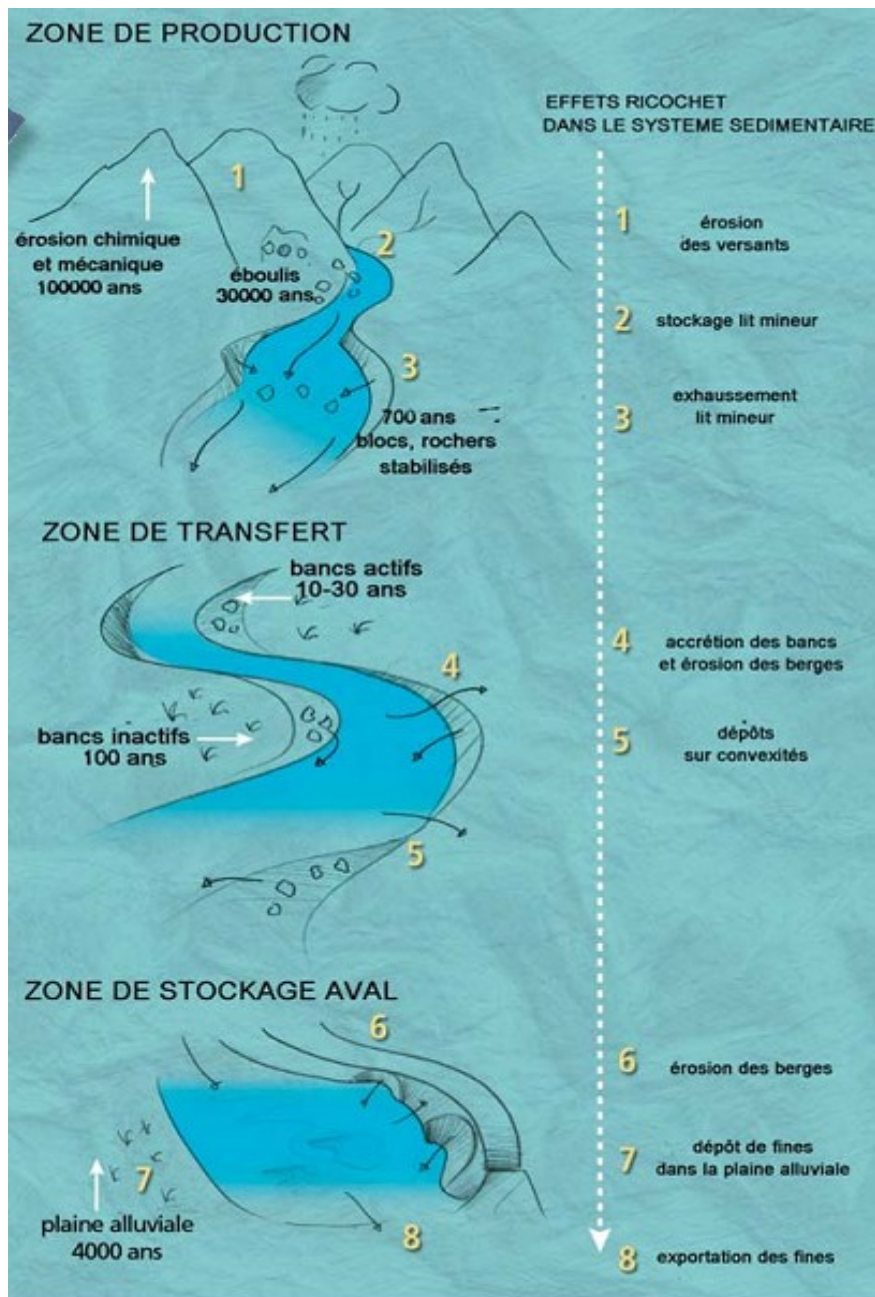 ZONE DE PRODUCTION
EFFETS RICOCHET
DANS LE SYSTEME SEDIMENTAIRE
1
érosion chimique
et mécanique
100000 ans
éboulis
30000 ans
2
3
700 ans
blocs, rochers
stabilisés
1
érosion
des versants
2
stockage lit mineur
3
exhaussement
lit mineur
ZONE DE TRANSFERT
bancs actifs
10-30 ans
4
bancs inactifs
100 ans
5
4
accrétion des bancs
et érosion des berges
5
dépôts
sur convexités
ZONE DE STOCKAGE AVAL
6
7
plaine alluviale
4000 ans
8
6
érosion des berges
7
dépôt de fines
dans la plaine alluviale
8
exportation des fines